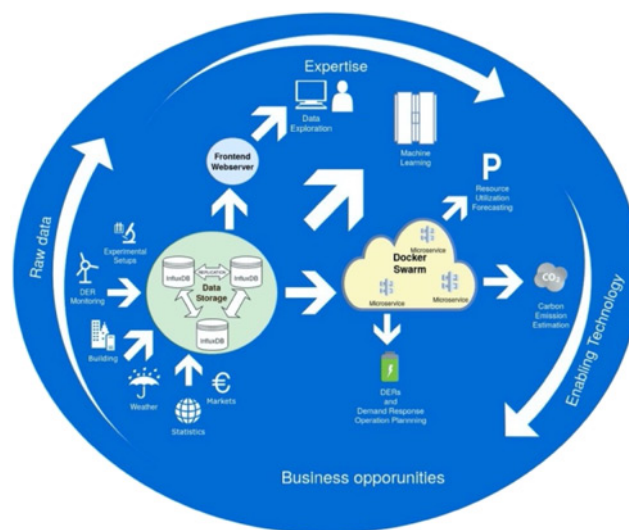 Expertise
Data
Exploration
Machine
Learning
Frontend
Webserver
P
Resource
Utilization
Forecasting
Raw data
Experimental
Setups
DER
Monitoring
Building
Weather
Statistics
Markets
InfluxDB
REPLICATION
InfluxDB
Data
Storage
InfluxDB
Microservice
Docker
Swarm
Microservice
Microservice
CO₂
Carbon
Emission
Estimation
DERs
and
Demand Response
Operation Plannning
Enabling Technology
Business opporunities